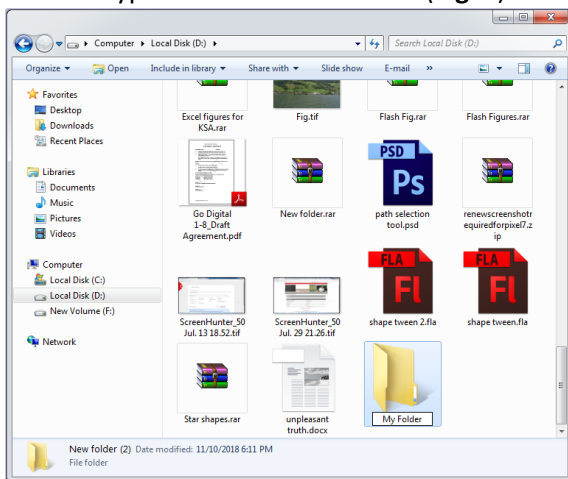 Computer ▸ Local Disk (D:) ▸
Search Local Disk (D:)
Organize Open Include in library Share with Slide show E-mail »
Favorites
Desktop
Downloads
Recent Places
Libraries
Documents
Music
Pictures
Videos
Computer
Local Disk (C:)
Local Disk (D:)
New Volume (F:)
Network
Excel figures for
KSA.rar
Fig.tif
Flash Fig.rar
Flash Figures.rar
Go Digital
1-8_Draft
Agreement.pdf
New folder.rar
PSD
Ps
path selection
tool.psd
renewscreenshotr
equiredforpixel7.z
ip
ScreenHunter_50
Jul. 13 18.52.tif
ScreenHunter_50
Jul. 29 21.26.tif
FLA
Fl
shape tween 2.fla
FLA
Fl
shape tween.fla
Star shapes.rar
unpleasant
truth.docx
My Folder
New folder (2) Date modified: 11/10/2018 6:11 PM
File folder